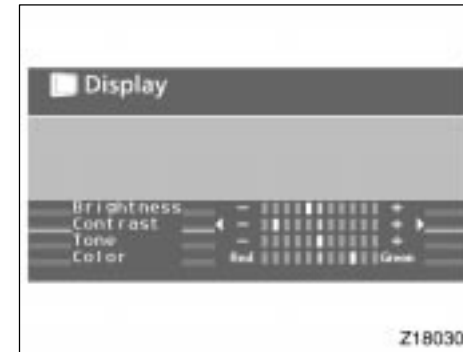 Display
Brightness - +
Contrast - +
Tone - +
Color Red Green
Z18030